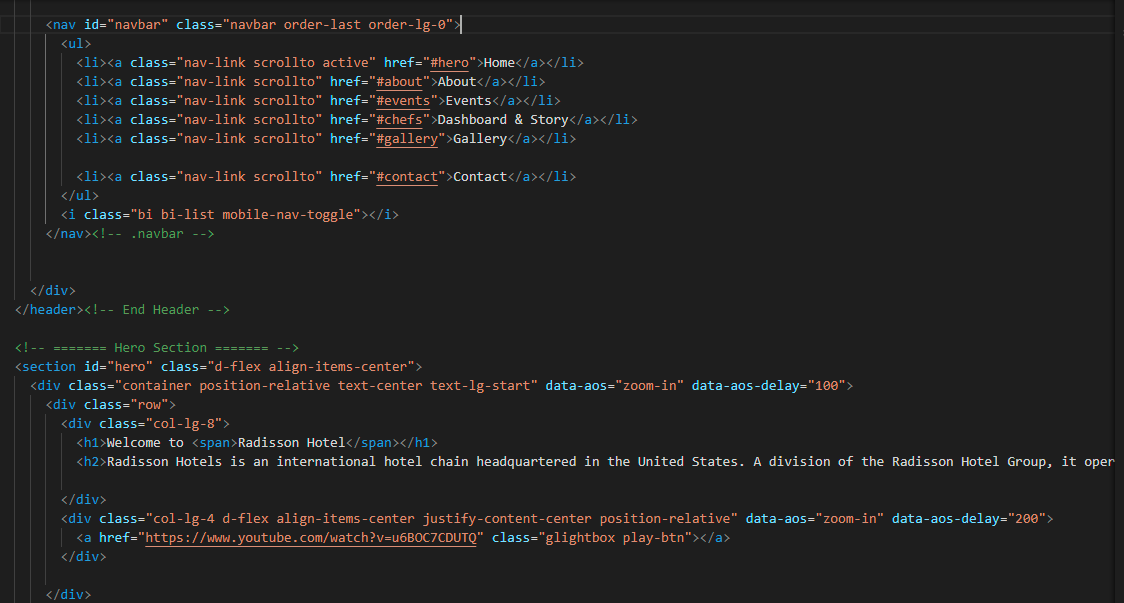 <nav id="navbar" class="navbar order-last order-lg-0">
<ul>
<li><a class="nav-link scrollto active" href="#hero">Home</a></li>
<li><a class="nav-link scrollto" href="#about">About</a></li>
<li><a class="nav-link scrollto" href="#events">Events</a></li>
<li><a class="nav-link scrollto" href="#chefs">Dashboard & Story</a></li>
<li><a class="nav-link scrollto" href="#gallery">Gallery</a></li>
<li><a class="nav-link scrollto" href="#contact">Contact</a></li>
</ul>
<i class="bi bi-list mobile-nav-toggle"></i>
</nav><!-- .navbar -->
</div>
</header><!-- End Header -->
<!-- ======= Hero Section ======= -->
<section id="hero" class="d-flex align-items-center">
<div class="container position-relative text-center text-lg-start" data-aos="zoom-in" data-aos-delay="100">
<div class="row">
<div class="col-lg-8">
<h1>Welcome to <span>Radisson Hotel</span></h1>
<h2>Radisson Hotels is an international hotel chain headquartered in the United States. A division of the Radisson Hotel Group, it oper
</div>
<div class="col-lg-4 d-flex align-items-center justify-content-center position-relative" data-aos="zoom-in" data-aos-delay="200">
<a href="https://www.youtube.com/watch?v=u6BOC7CDUTQ" class="glightbox play-btn"></a>
</div>
</div>